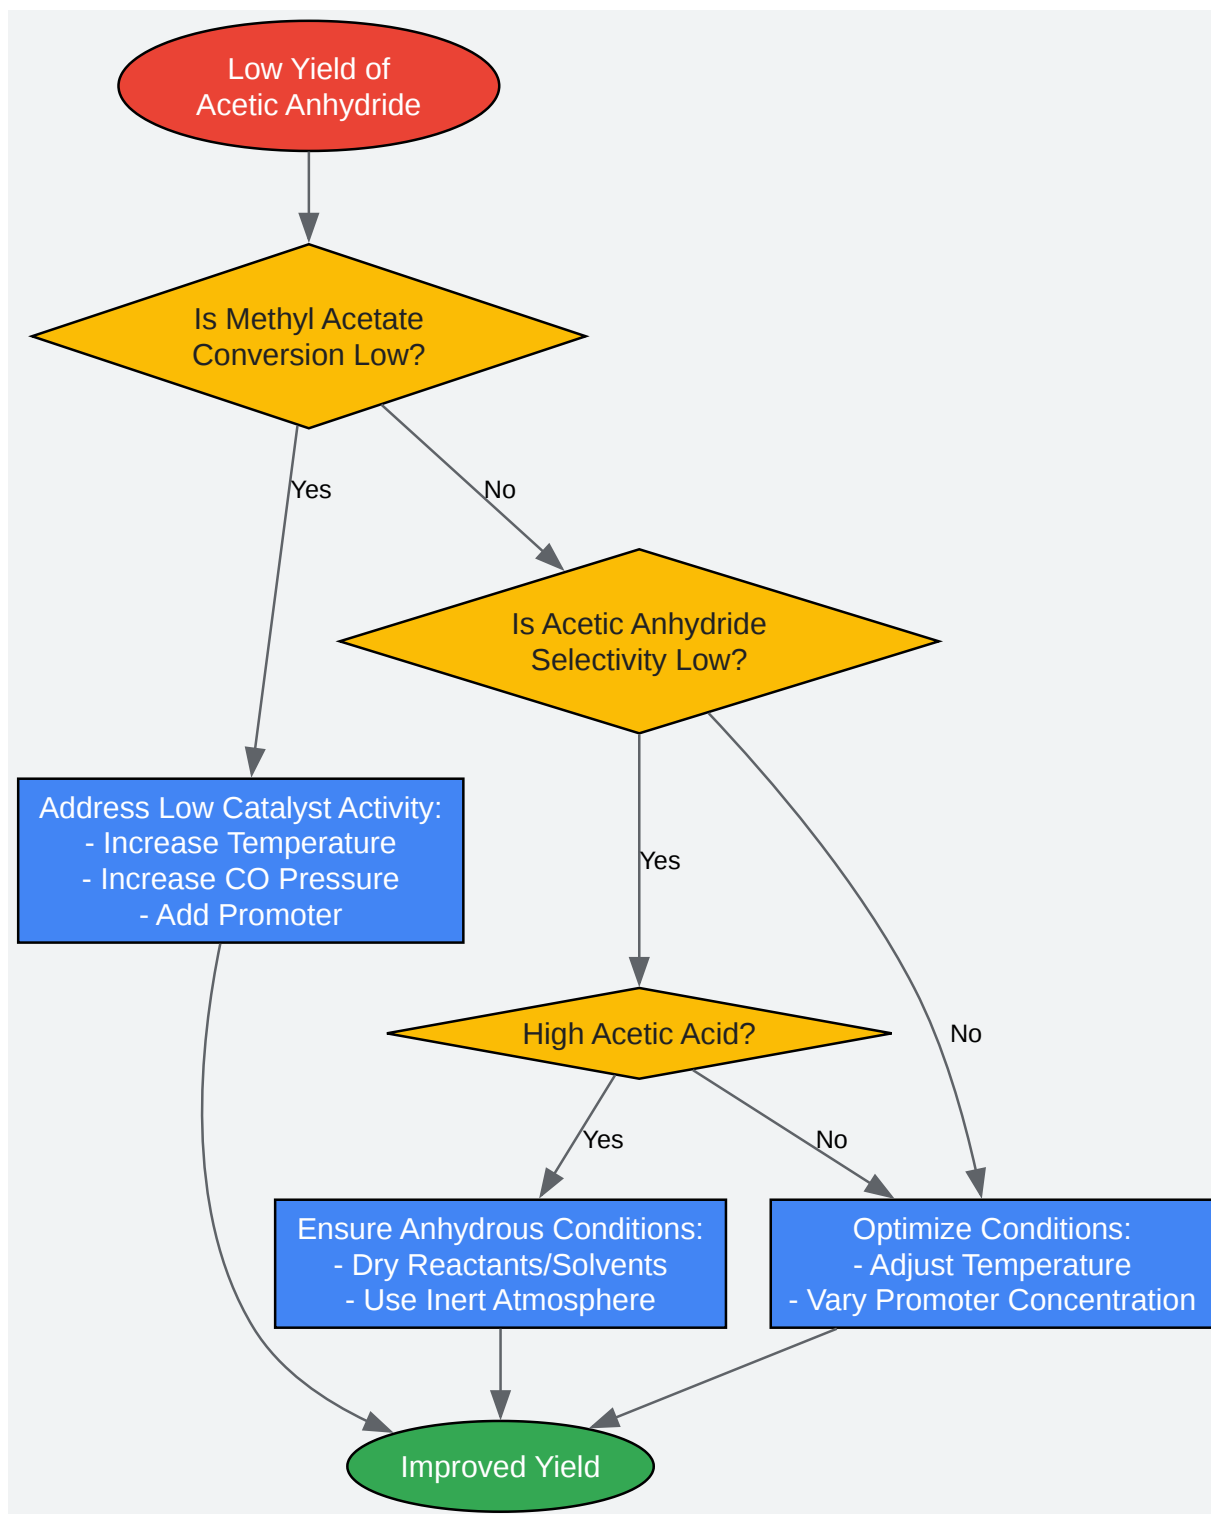 Low Yield of
Acetic Anhydride
Is Methyl Acetate
Conversion Low?
Yes
No
Is Acetic Anhydride
Selectivity Low?
Address Low Catalyst Activity:
- Increase Temperature
- Increase CO Pressure
- Add Promoter
Yes
No
High Acetic Acid?
Yes
No
Ensure Anhydrous Conditions:
- Dry Reactants/Solvents
- Use Inert Atmosphere
Optimize Conditions:
- Adjust Temperature
- Vary Promoter Concentration
Improved Yield